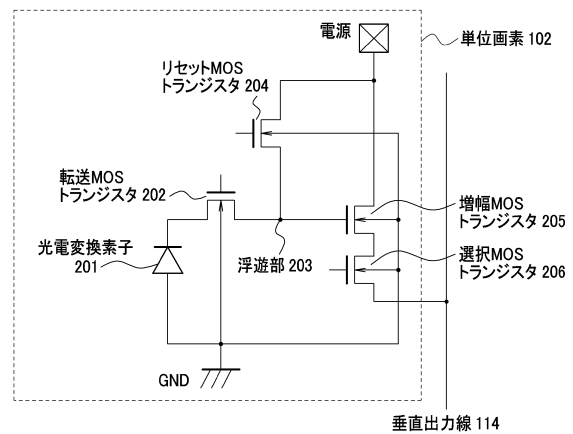 電源
単位画素 102
リセットMOS
トランジスタ 204
転送MOS
トランジスタ 202
増幅MOS
トランジスタ 205
光電変換素子
201
浮遊部 203
選択MOS
トランジスタ 206
GND
垂直出力線 114